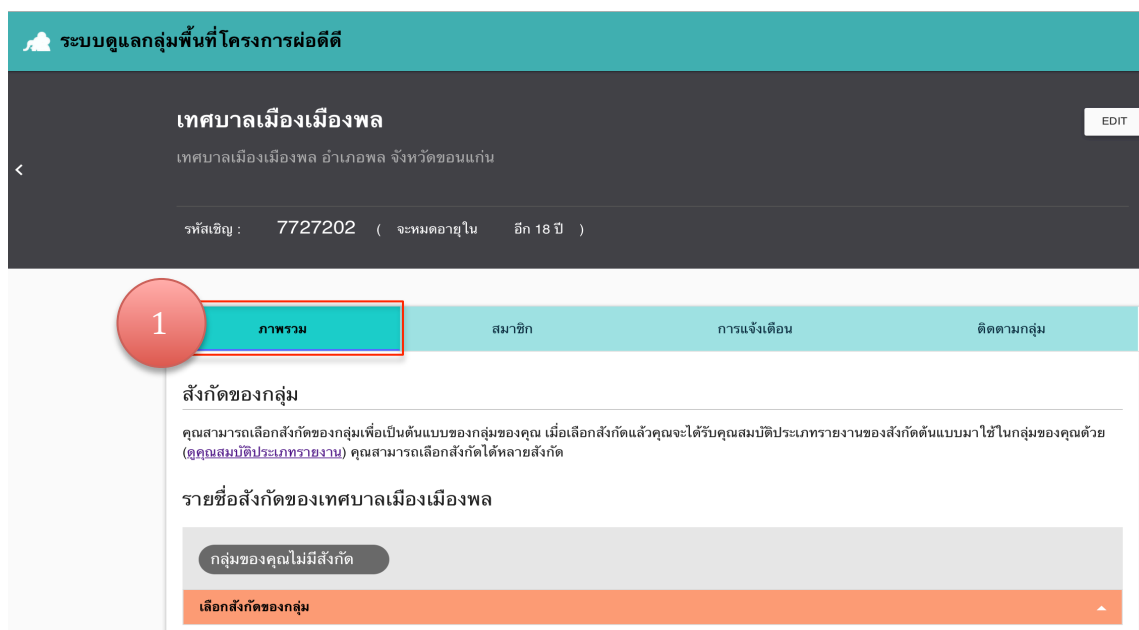 ระบบดูแลกลุ่มพื้นที่โครงการผ่อดีดี
เทศบาลเมืองเมืองพล
EDIT
เทศบาลเมืองเมืองพล อำเภอพล จังหวัดขอนแก่น
รหัสเชิญ : 7727202 ( จะหมดอายุใน อีก 18 ปี )
1
ภาพรวม สมาชิก การแจ้งเตือน ติดตามกลุ่ม
สังกัดของกลุ่ม
คุณสามารถเลือกสังกัดของกลุ่มเพื่อเป็นต้นแบบของกลุ่มของคุณ เมื่อเลือกสังกัดแล้วคุณจะได้รับคุณสมบัติประเภทรายงานของสังกัดต้นแบบมาใช้ในกลุ่มของคุณด้วย
(ดูคุณสมบัติประเภทรายงาน) คุณสามารถเลือกสังกัดได้หลายสังกัด
รายชื่อสังกัดของเทศบาลเมืองเมืองพล
กลุ่มของคุณไม่มีสังกัด
เลือกสังกัดของกลุ่ม